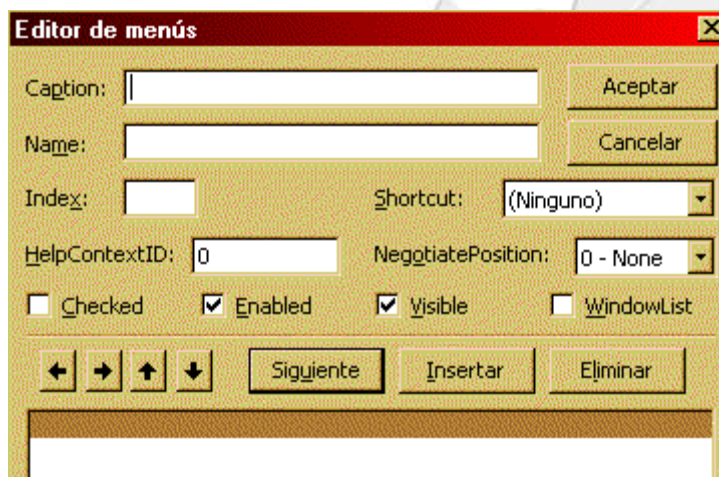 Editor de menús
Caption:
Aceptar
Name:
Cancelar
Index:
Shortcut: (Ninguno)
HelpContextID: 0
NegotiatePosition: 0 - None
Checked Enabled Visible WindowList
Siguiente Insertar Eliminar